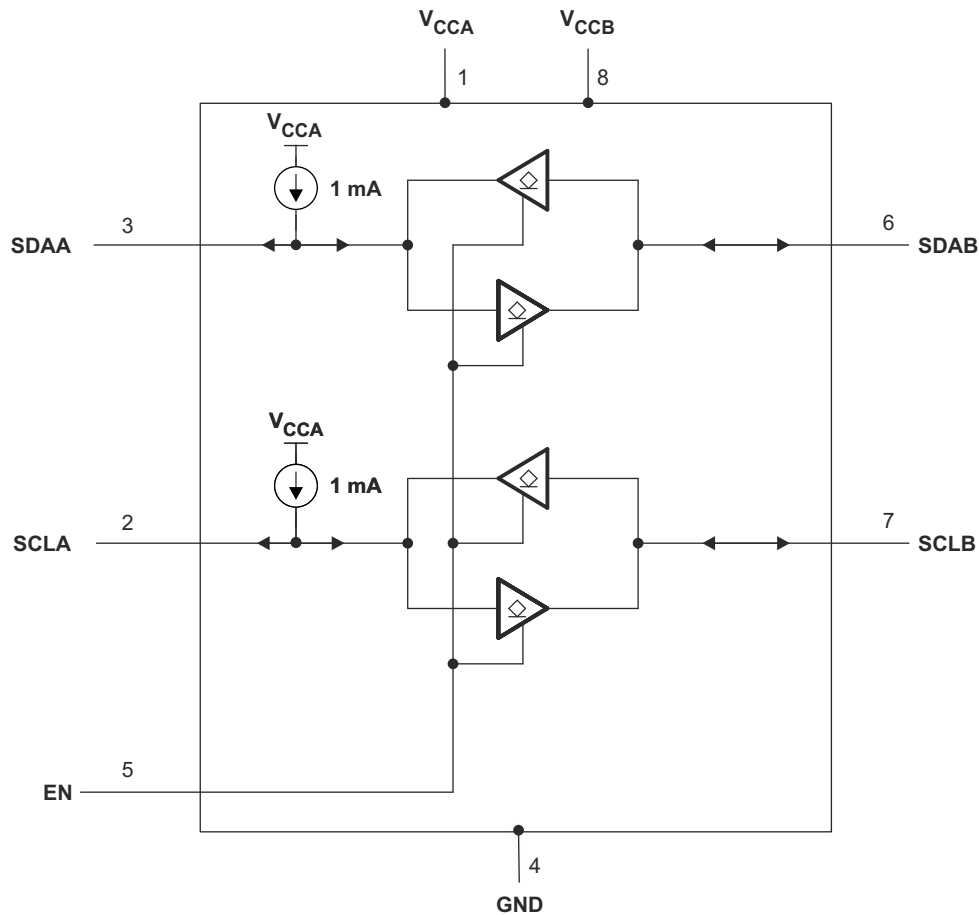 VCCA
VCCB
1
8
VCCA
1 mA
3
SDAA
6
SDAB
VCCA
1 mA
2
SCLA
7
SCLB
5
EN
4
GND